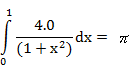 ∫₀¹ 4.0/(1 + x²) dx = π